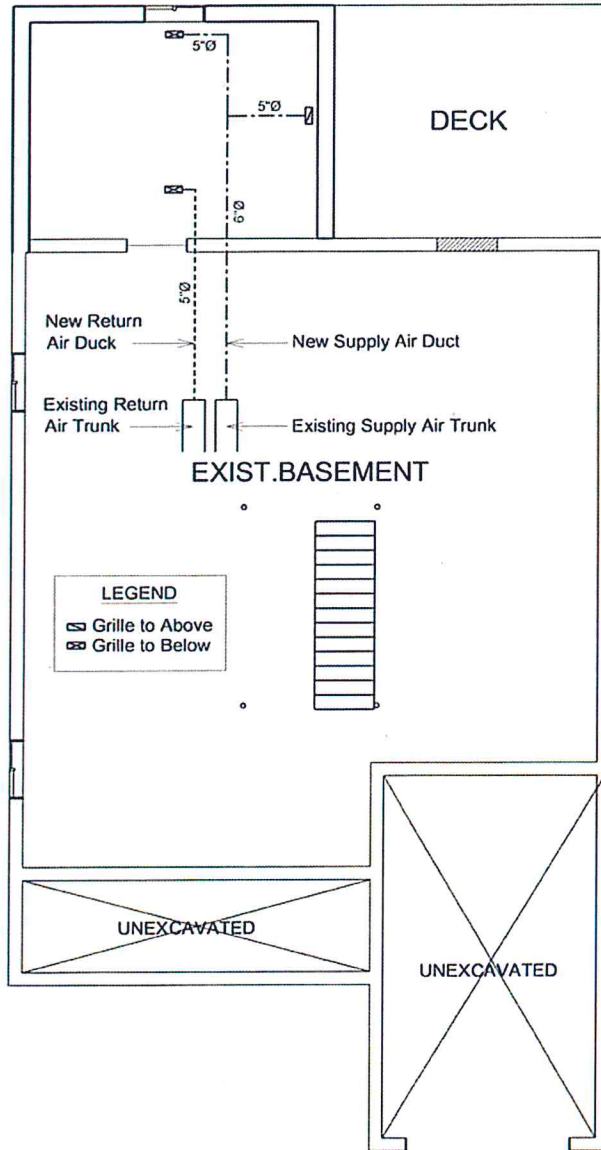 5"Ø
5"Ø
DECK
6"Ø
5"Ø
New Return
Air Duck
New Supply Air Duct
Existing Return
Air Trunk
Existing Supply Air Trunk
EXIST.BASEMENT
LEGEND
Grille to Above
Grille to Below
UNEXCAVATED
UNEXCAVATED